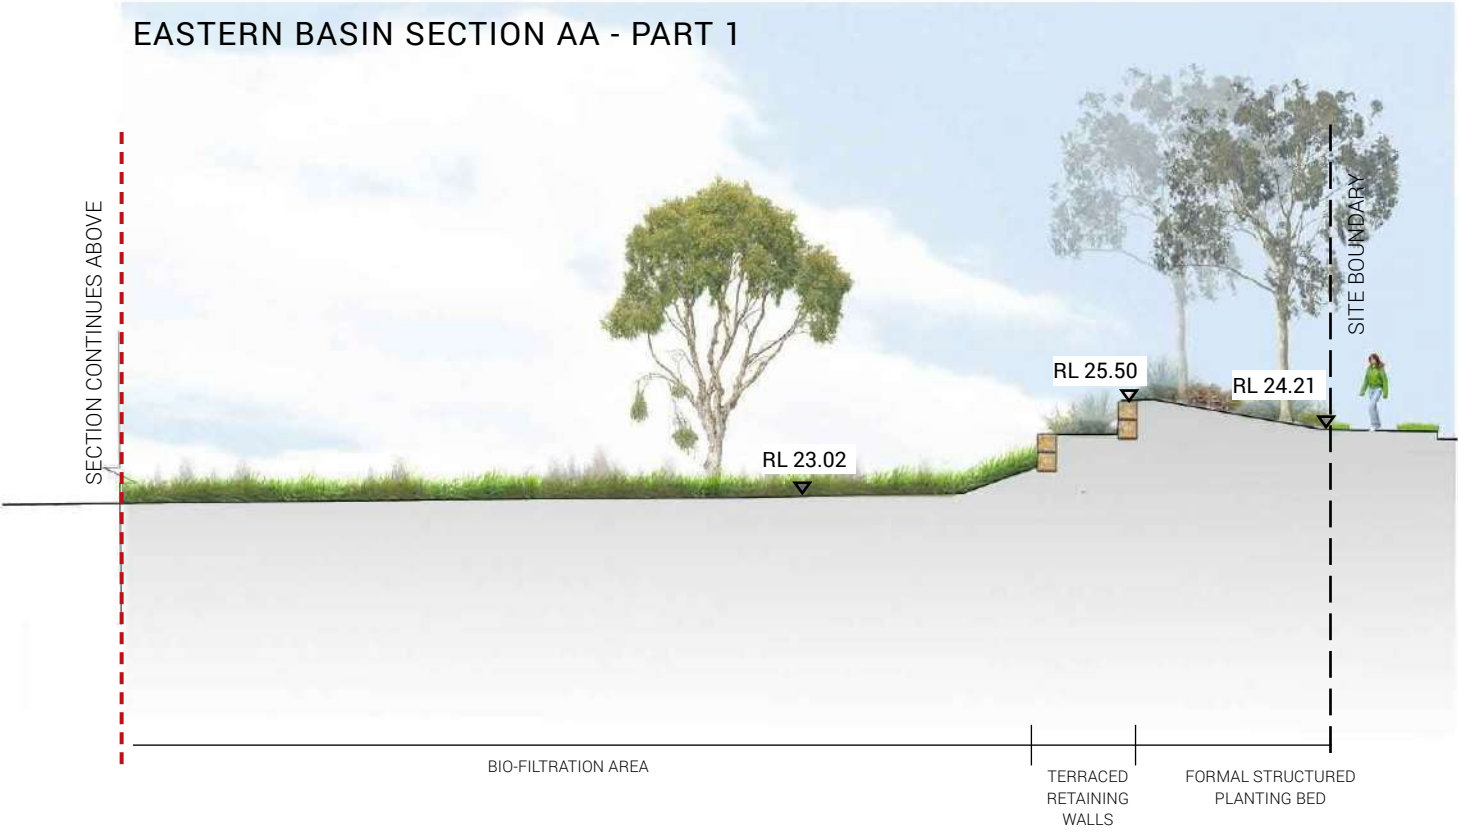 EASTERN BASIN SECTION AA - PART 1
SECTION CONTINUES ABOVE
SITE BOUNDARY
RL 25.50
RL 24.21
RL 23.02
BIO-FILTRATION AREA
TERRACED
RETAINING
WALLS
FORMAL STRUCTURED
PLANTING BED